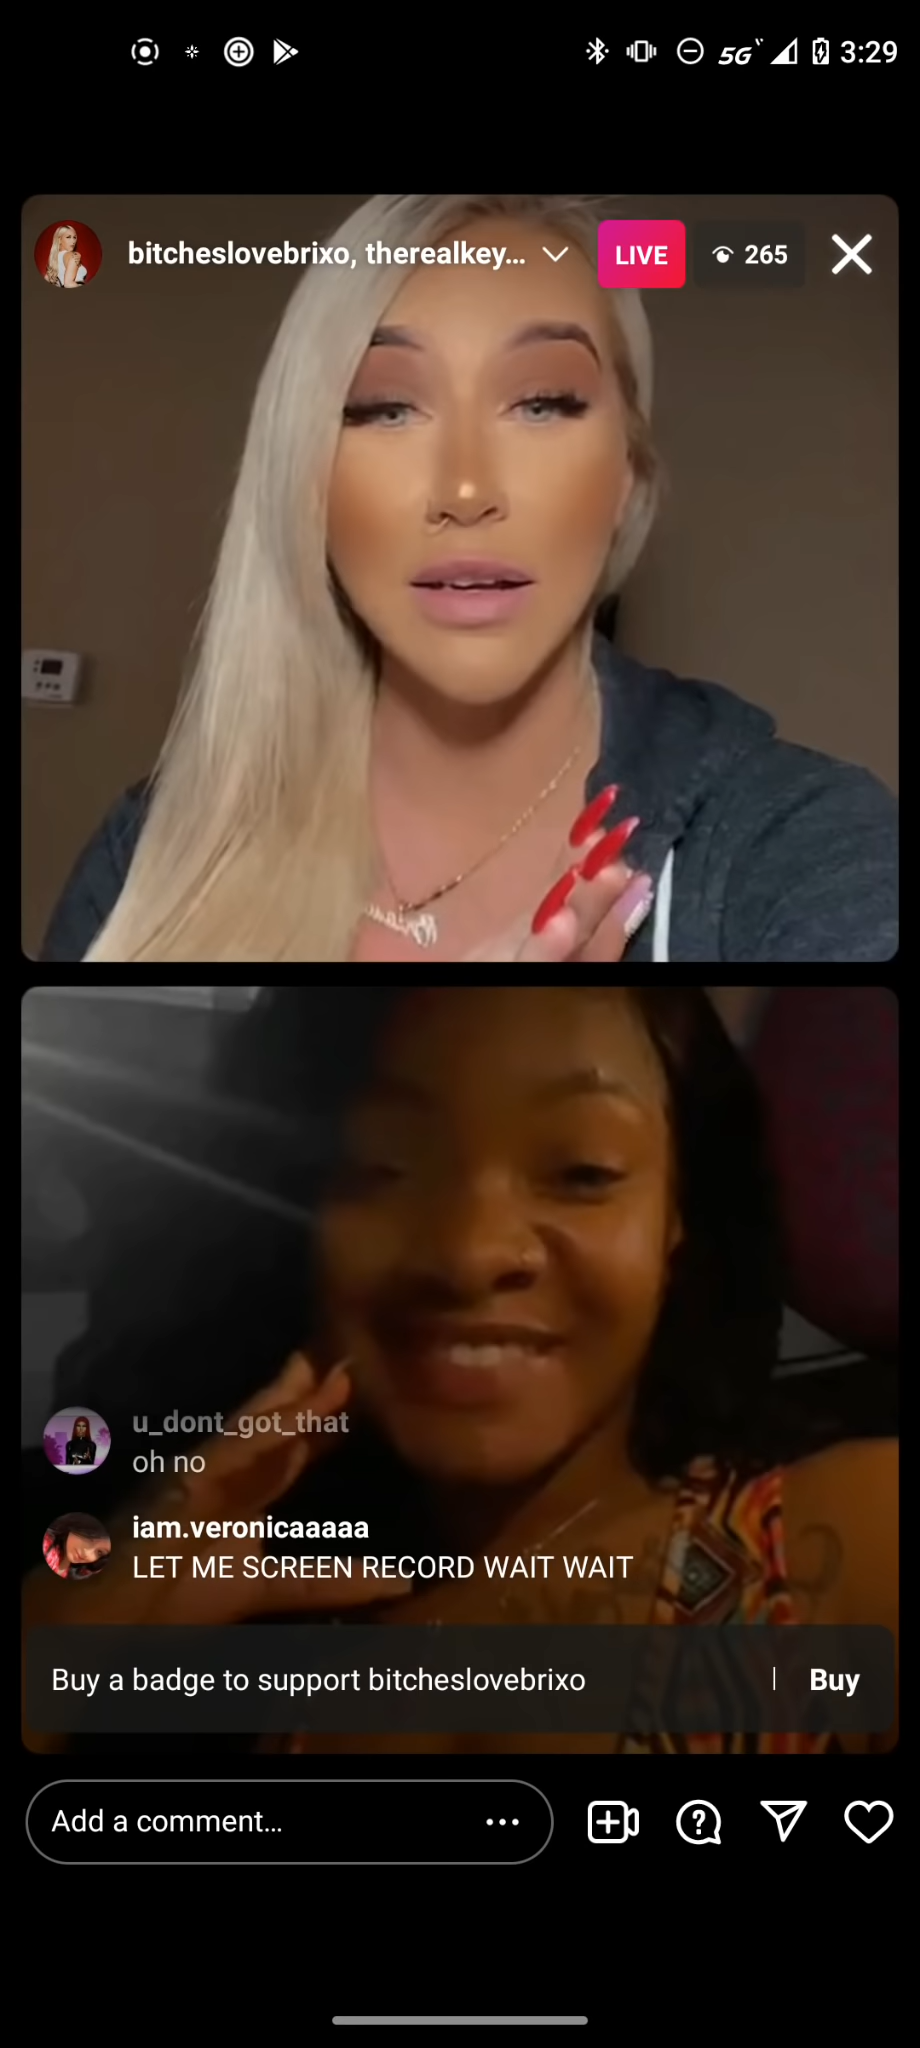 5G 3:29
bitcheslovebrixo, therealkey... LIVE 265
u_dont_got_that
oh no
iam.veronicaaaaa
LET ME SCREEN RECORD WAIT WAIT
Buy a badge to support bitcheslovebrixo | Buy
Add a comment...